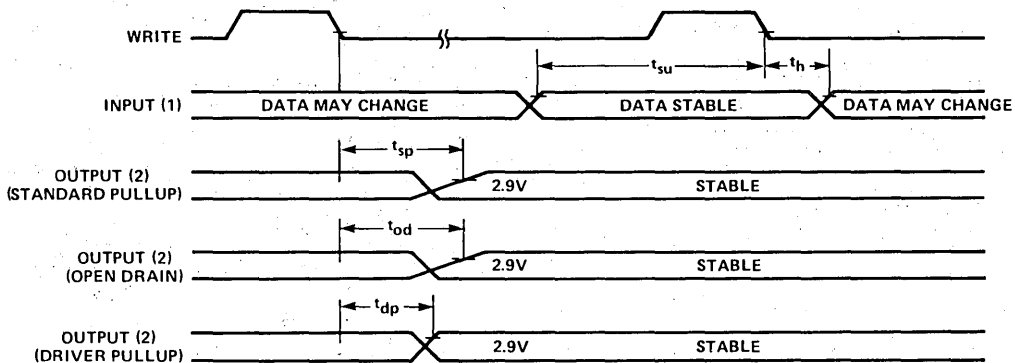 WRITE
t_su
t_h
INPUT (1)
DATA MAY CHANGE
DATA STABLE
DATA MAY CHANGE
t_sp
OUTPUT (2)
(STANDARD PULLUP)
2.9V
STABLE
t_od
OUTPUT (2)
(OPEN DRAIN)
2.9V
STABLE
t_dp
OUTPUT (2)
(DRIVER PULLUP)
2.9V
STABLE